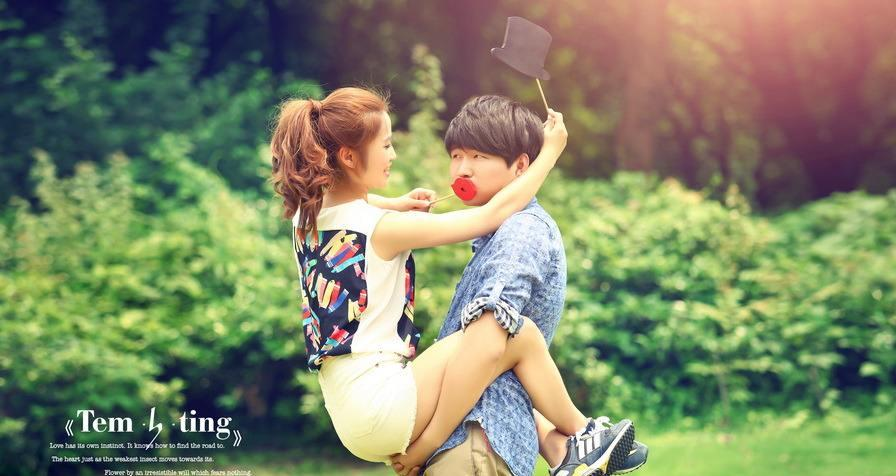 《Tem · ting》
Love has its own instinct. It knows how to find the road to.
The heart just as the weakest insect moves towards its.
Flower by an irresistible will which fears nothing.